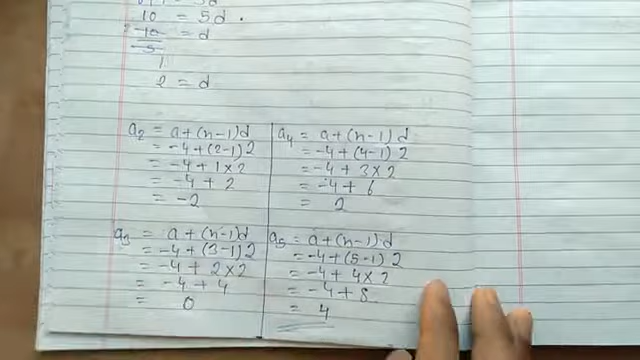 10 = 5d .
10/5 = d
1
2 = d
a2 = a+(n-1)d
= -4+(2-1)2
= -4+1×2
= -4+2
= -2
a3 = a+(n-1)d
= -4+(3-1)2
= -4+2×2
= -4+4
= 0
a4 = a+(n-1)d
= -4+(4-1)2
= -4+3×2
= -4+6
= 2
a5 = a+(n-1)d
= -4+(5-1)2
= -4+4×2
= -4+8
= 4